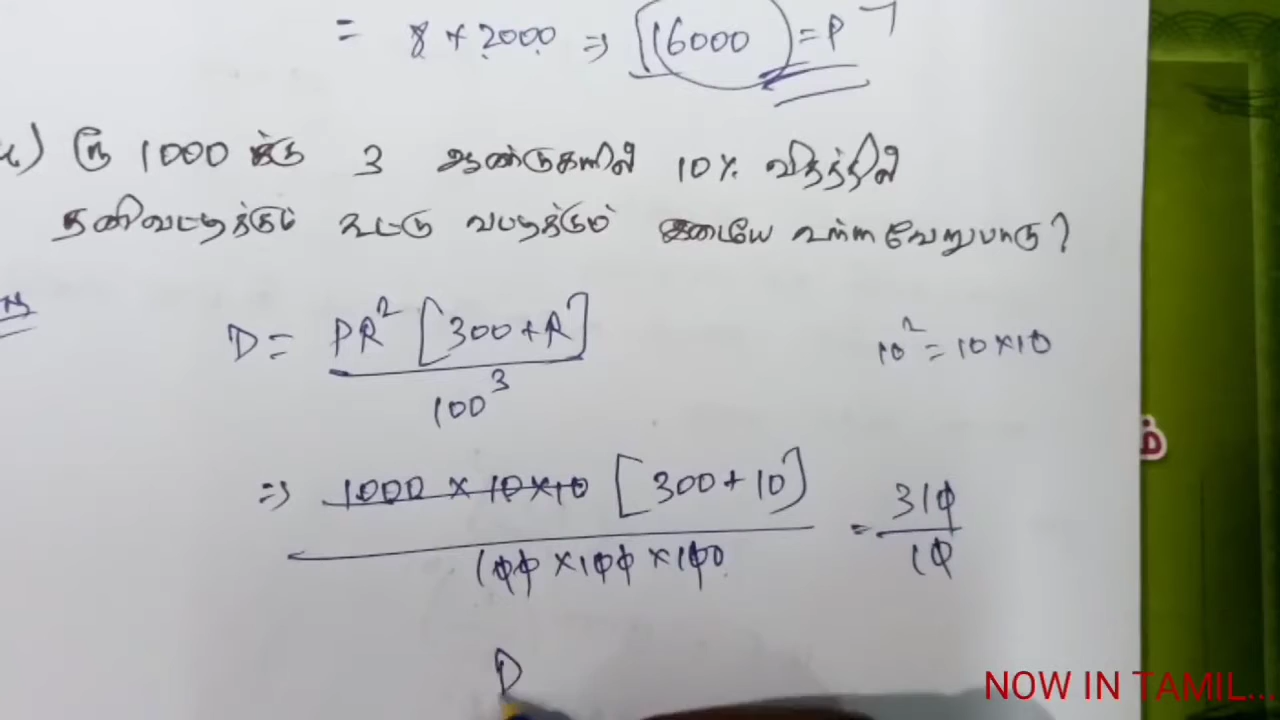 = 8 × 2000 ⇒ 16000 = P
ரூ 1000 க்கு 3 ஆண்டுகளில் 10% விதத்தில்
தனிவட்டிக்கும் கூட்டு வட்டிக்கும் இடையே உள்ள வேறுபாடு?
D = PR² [300+R]
100³
10² = 10×10
⇒ 1000 × 10×10 [300+10]
100 ×100 ×100
= 310
10
D
ம்
NOW IN TAMIL...